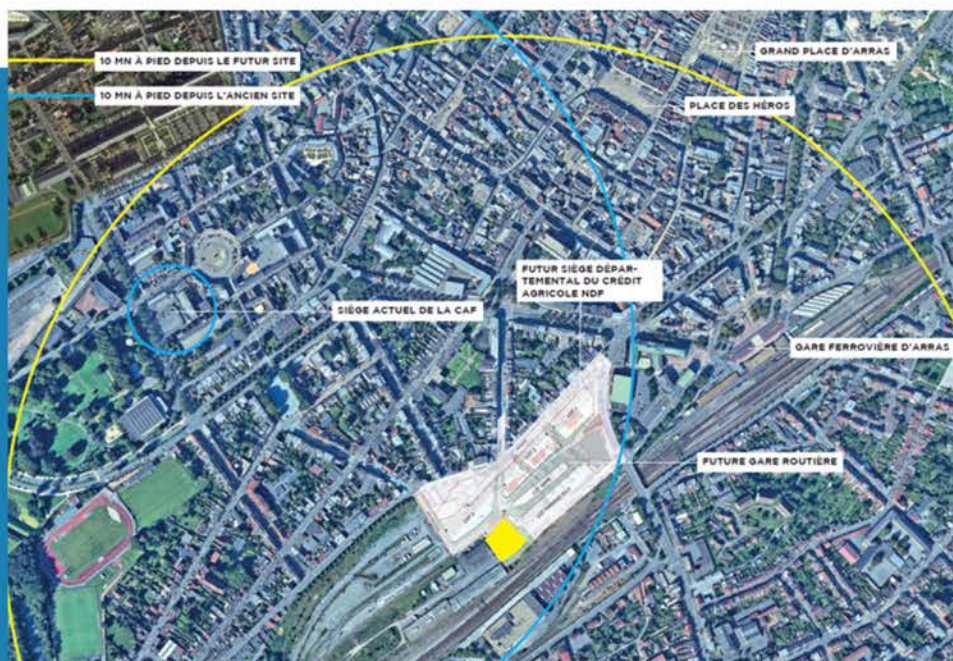 GRAND PLACE D'ARRAS
10 MN À PIED DEPUIS LE FUTUR SITE
10 MN À PIED DEPUIS L'ANCIEN SITE
PLACE DES HÉROS
FUTUR SIÈGE DÉPAR-
TEMENTAL DU CRÉDIT
AGRICOLE NDF
SIÈGE ACTUEL DE LA CAF
GARE FERROVIÈRE D'ARRAS
FUTURE GARE ROUTIÈRE